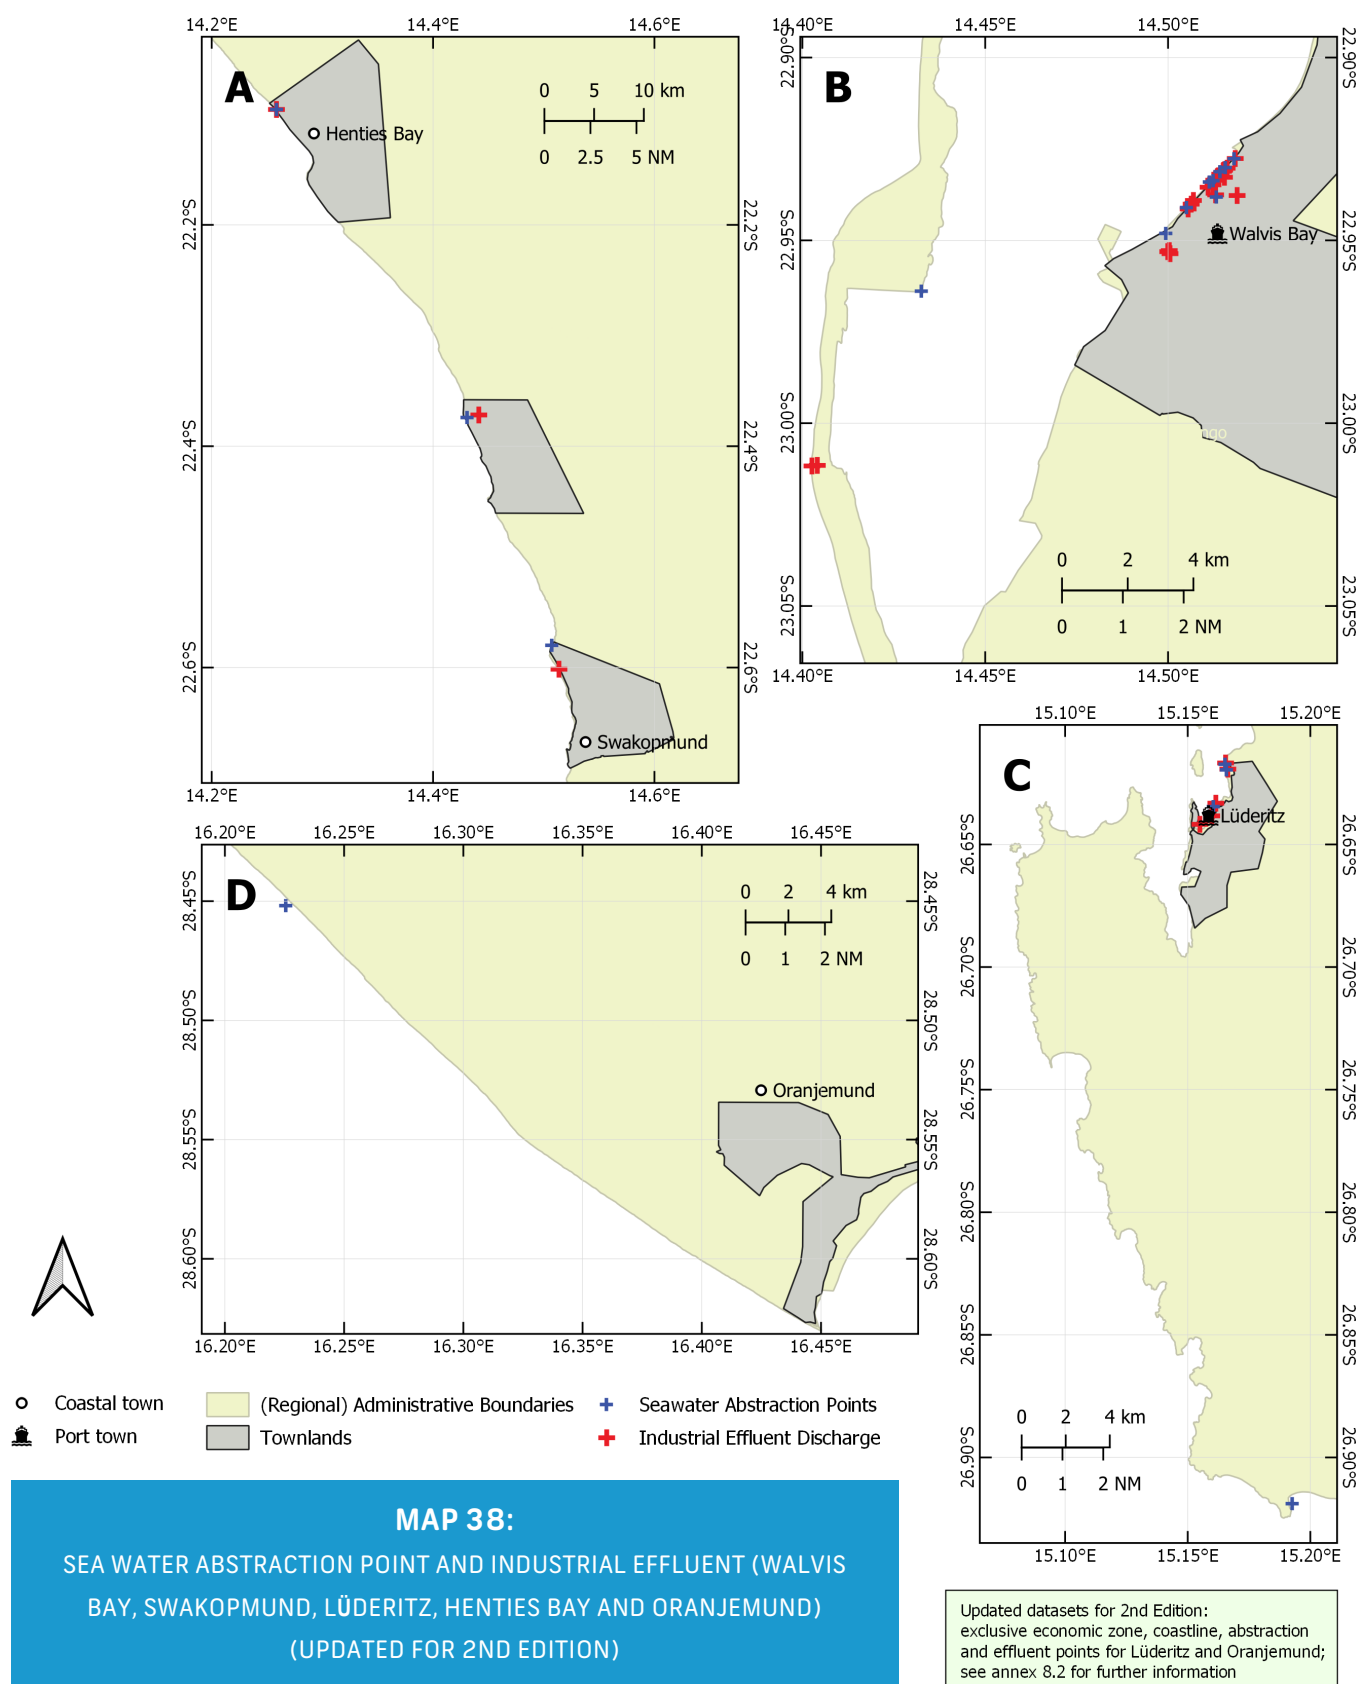 14.2°E 14.4°E 14.6°E
A
0 5 10 km
0 2.5 5 NM
Henties Bay
22.2°S 22.2°S
22.4°S 22.4°S
22.6°S 22.6°S
Swakopmund
14.2°E 14.4°E 14.6°E
14.40°E 14.45°E 14.50°E
22.90°S 22.90°S
B
Walvis Bay
22.95°S 22.95°S
23.00°S 23.00°S
ngo
0 2 4 km
0 1 2 NM
23.05°S 23.05°S
14.40°E 14.45°E 14.50°E
15.10°E 15.15°E 15.20°E
C
Lüderitz
26.65°S 26.65°S
26.70°S 26.70°S
26.75°S 26.75°S
26.80°S 26.80°S
26.85°S 26.85°S
0 2 4 km
0 1 2 NM
26.90°S 26.90°S
15.10°E 15.15°E 15.20°E
16.20°E 16.25°E 16.30°E 16.35°E 16.40°E 16.45°E
D
0 2 4 km
0 1 2 NM
28.45°S 28.45°S
28.50°S 28.50°S
Oranjemund
28.55°S 28.55°S
28.60°S 28.60°S
16.20°E 16.25°E 16.30°E 16.35°E 16.40°E 16.45°E
Coastal town
Port town
(Regional) Administrative Boundaries
Townlands
Seawater Abstraction Points
Industrial Effluent Discharge
MAP 38:
SEA WATER ABSTRACTION POINT AND INDUSTRIAL EFFLUENT (WALVIS
BAY, SWAKOPMUND, LÜDERITZ, HENTIES BAY AND ORANJEMUND)
(UPDATED FOR 2ND EDITION)
Updated datasets for 2nd Edition:
exclusive economic zone, coastline, abstraction
and effluent points for Lüderitz and Oranjemund;
see annex 8.2 for further information